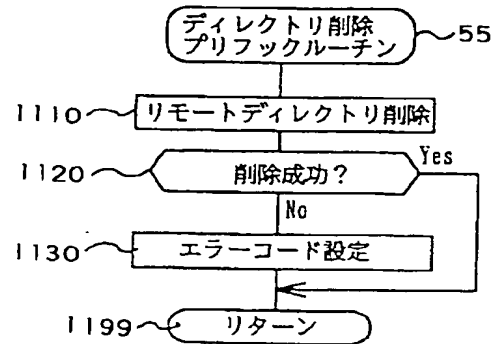 ディレクトリ削除
プリフックルーチン
55
1110
リモートディレクトリ削除
1120
削除成功?
Yes
No
1130
エラーコード設定
1199
リターン